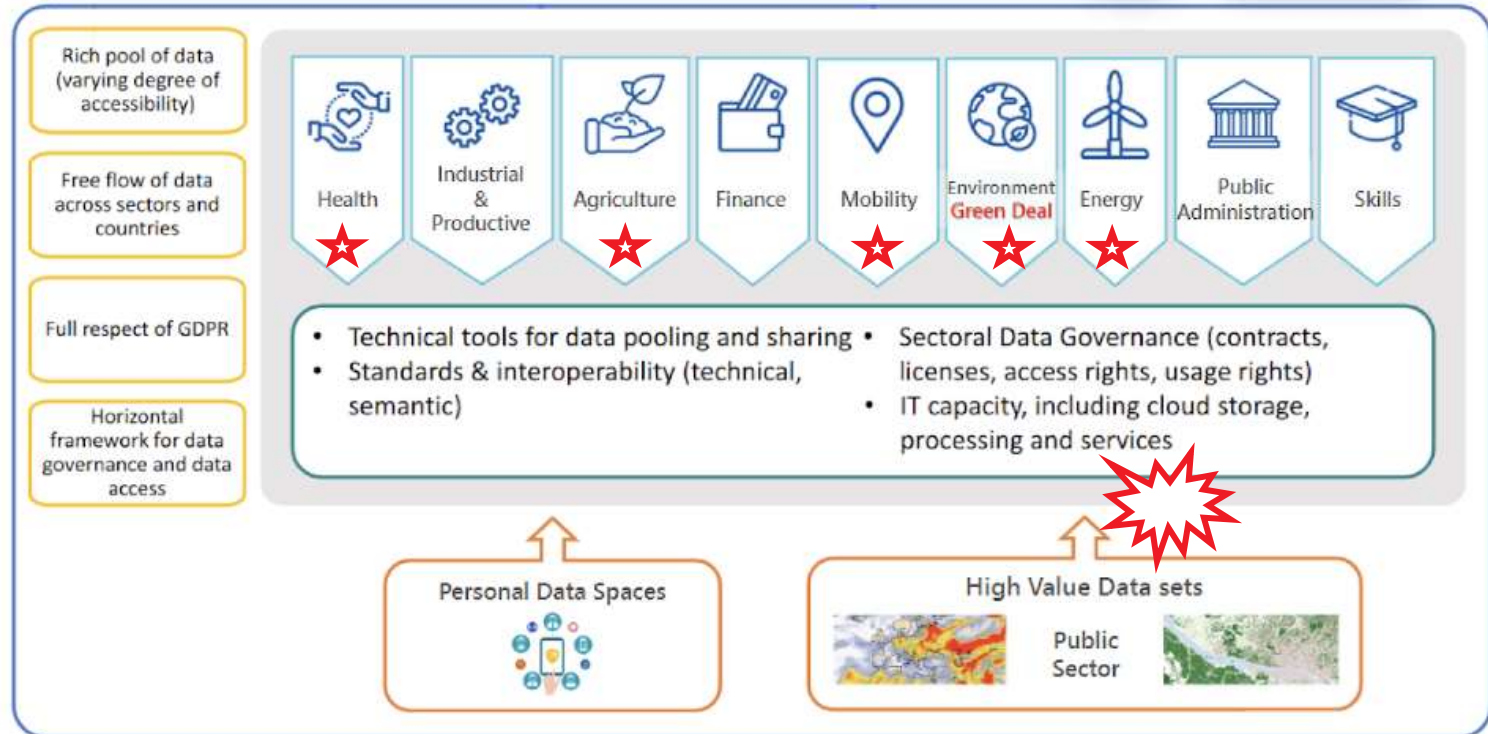 Rich pool of data
(varying degree of
accessibility)
Free flow of data
across sectors and
countries
Full respect of GDPR
Horizontal
framework for data
governance and data
access
Health
Industrial
&
Productive
Agriculture
Finance
Mobility
Environment
Green Deal
Energy
Public
Administration
Skills
• Technical tools for data pooling and sharing
• Standards & interoperability (technical,
semantic)
• Sectoral Data Governance (contracts,
licenses, access rights, usage rights)
• IT capacity, including cloud storage,
processing and services
Personal Data Spaces
High Value Data sets
Public
Sector